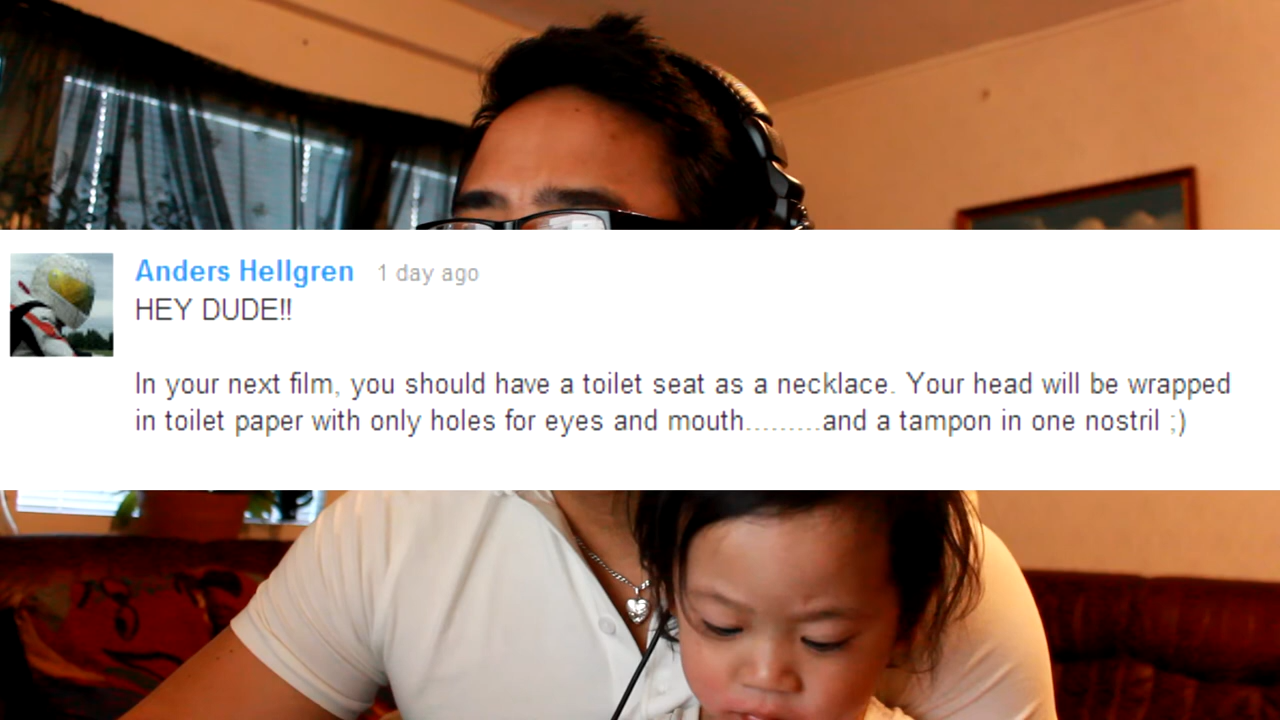 Anders Hellgren 1 day ago
HEY DUDE!!
In your next film, you should have a toilet seat as a necklace. Your head will be wrapped
in toilet paper with only holes for eyes and mouth.........and a tampon in one nostril ;)